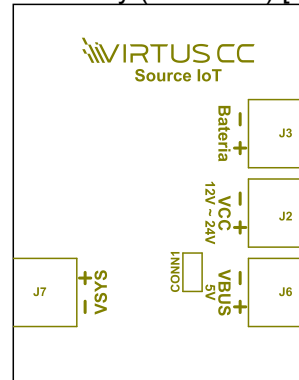 VIRTUS CC
Source IoT
Bateria
- +
J3
VCC
12V ~ 24V
- +
J2
CONN1
VBUS
5V
- +
J6
J7
+ -
VSYS